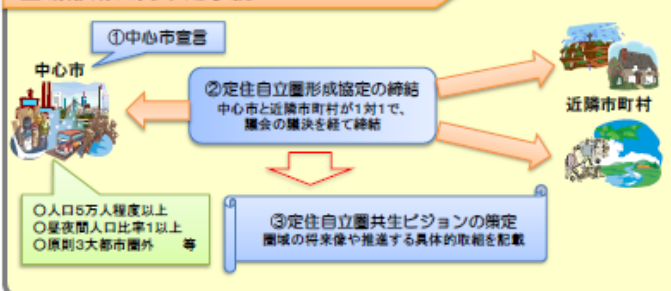 ①中心市宣言
中心市
②定住自立圏形成協定の締結
中心市と近隣市町村が1対1で、
議会の議決を経て締結
近隣市町村
○人口5万人程度以上
○昼夜間人口比率1以上
○原則3大都市圏外 等
③定住自立圏共生ビジョンの策定
圏域の将来像や推進する具体的取組を記載